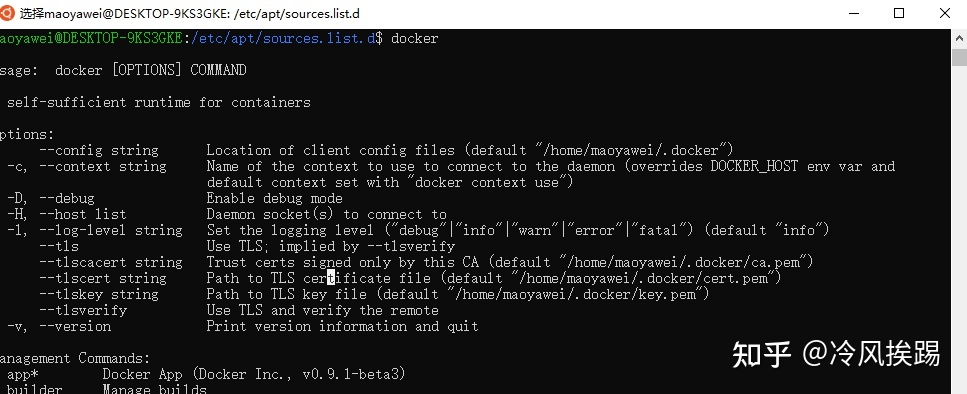 选择maoyawei@DESKTOP-9KS3GKE: /etc/apt/sources.list.d
aoyawei@DESKTOP-9KS3GKE:/etc/apt/sources.list.d$ docker
sage:  docker [OPTIONS] COMMAND
self-sufficient runtime for containers
ptions:
--config string      Location of client config files (default "/home/maoyawei/.docker")
-c, --context string     Name of the context to use to connect to the daemon (overrides DOCKER_HOST env var and
default context set with "docker context use")
-D, --debug              Enable debug mode
-H, --host list          Daemon socket(s) to connect to
-l, --log-level string   Set the logging level ("debug"|"info"|"warn"|"error"|"fatal") (default "info")
--tls                Use TLS; implied by --tlsverify
--tlscacert string   Trust certs signed only by this CA (default "/home/maoyawei/.docker/ca.pem")
--tlscert string     Path to TLS certificate file (default "/home/maoyawei/.docker/cert.pem")
--tlskey string      Path to TLS key file (default "/home/maoyawei/.docker/key.pem")
--tlsverify          Use TLS and verify the remote
-v, --version            Print version information and quit
anagement Commands:
app*        Docker App (Docker Inc., v0.9.1-beta3)
builder     Manage builds
知乎 @冷风挨踢